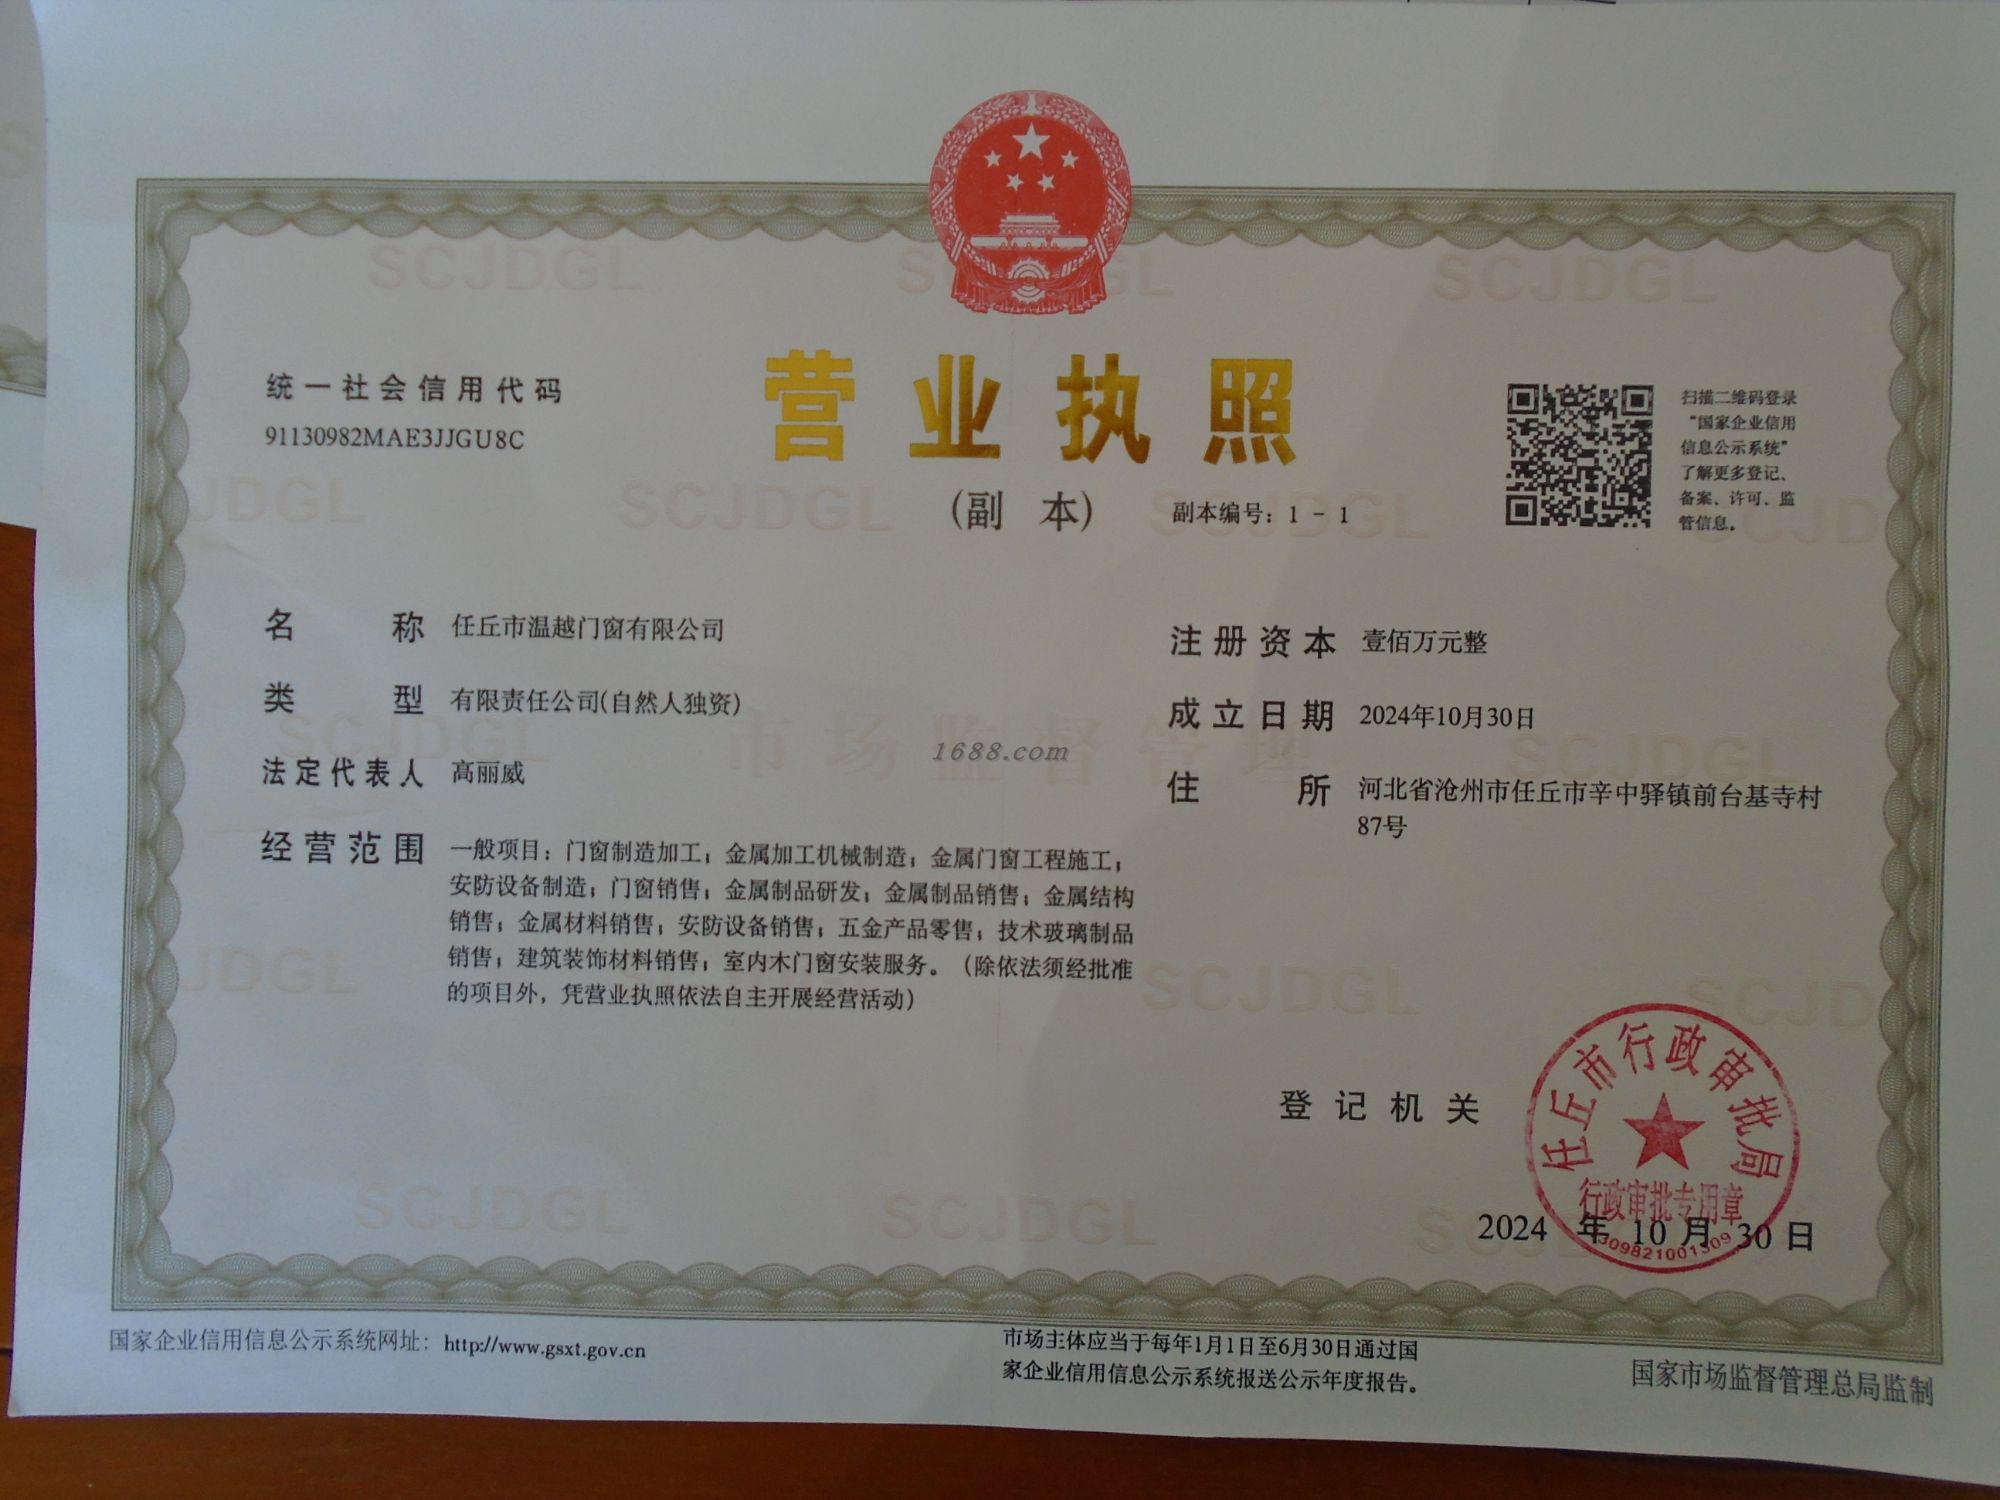 统一社会信用代码
91130982MAE3JJGU8C
营业执照
(副 本)
副本编号：1 - 1
扫描二维码登录
“国家企业信用
信息公示系统”
了解更多登记、
备案、许可、监
管信息。
名 称 任丘市温越门窗有限公司
类 型 有限责任公司(自然人独资)
法定代表人 高丽威
经营范围 一般项目：门窗制造加工；金属加工机械制造；金属门窗工程施工；
安防设备制造；门窗销售；金属制品研发；金属制品销售；金属结构
销售；金属材料销售；安防设备销售；五金产品零售；技术玻璃制品
销售；建筑装饰材料销售；室内木门窗安装服务。（除依法须经批准
的项目外，凭营业执照依法自主开展经营活动）
注册资本 壹佰万元整
成立日期 2024年10月30日
住 所 河北省沧州市任丘市辛中驿镇前台基寺村
87号
1688.com
市场监督管理
SCJDGL
登记机关
任丘市行政审批局
行政审批专用章
2024 年 10 月 30 日
国家企业信用信息公示系统网址：http://www.gsxt.gov.cn
市场主体应当于每年1月1日至6月30日通过国
家企业信用信息公示系统报送公示年度报告。
国家市场监督管理总局监制